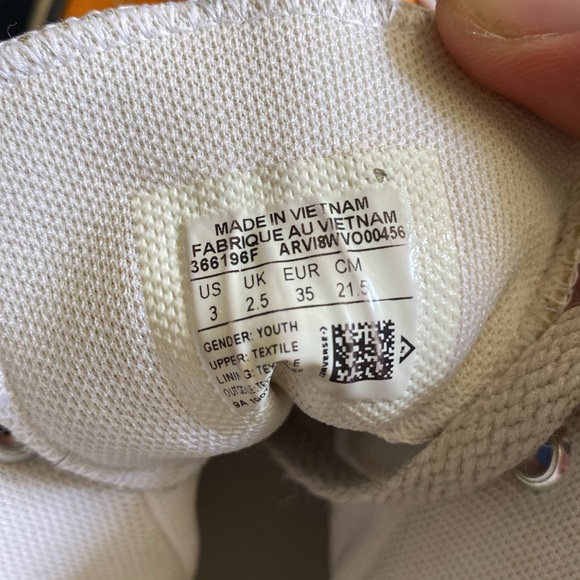 MADE IN VIETNAM
FABRIQUE AU VIETNAM
366196F ARVI8WVO00456
US UK EUR CM
3 2.5 35 21.5
GENDER: YOUTH
UPPER: TEXTILE
CONVERSE